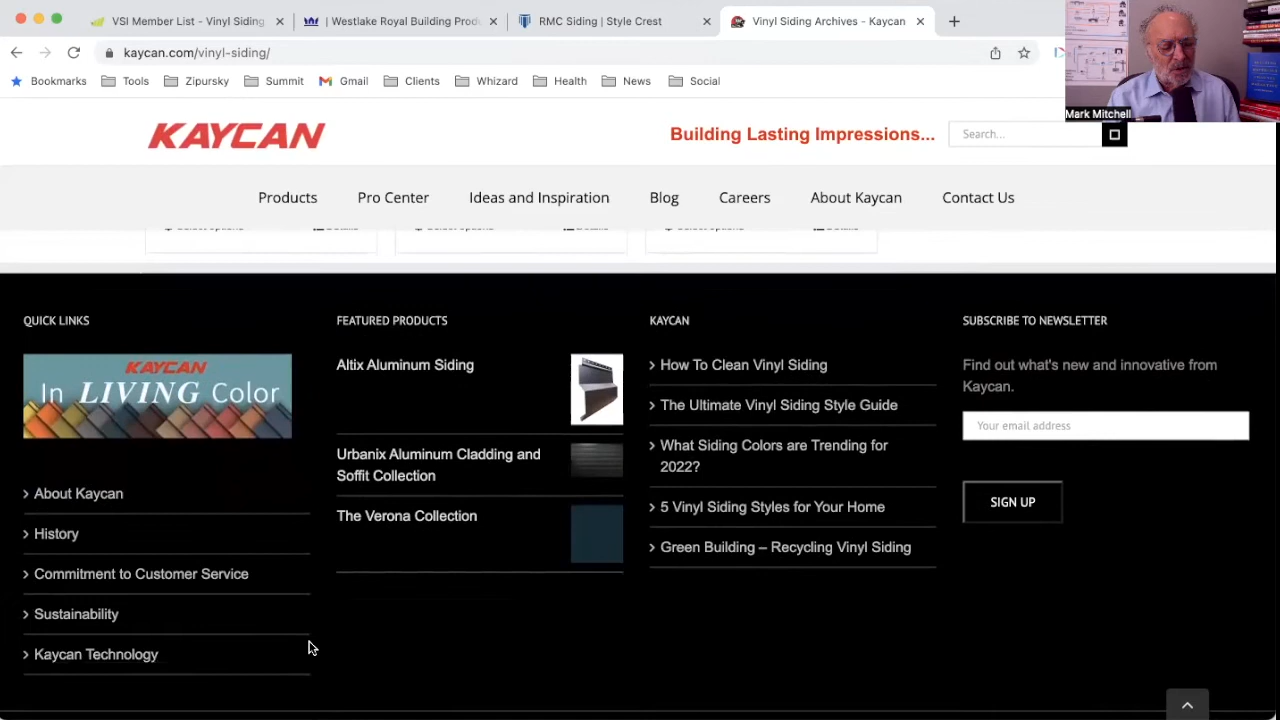 VSI Member List - Vinyl Siding
| Westlake Royal Building Produ
RMC Siding | Style Crest
Vinyl Siding Archives - Kaycan
kaycan.com/vinyl-siding/
Bookmarks
Tools
Zipursky
Summit
Gmail
Clients
Whizard
Health
News
Social
Mark Mitchell
KAYCAN
Building Lasting Impressions...
Search...
Products
Pro Center
Ideas and Inspiration
Blog
Careers
About Kaycan
Contact Us
QUICK LINKS
KAYCAN
In LIVING Color
About Kaycan
History
Commitment to Customer Service
Sustainability
Kaycan Technology
FEATURED PRODUCTS
Altix Aluminum Siding
Urbanix Aluminum Cladding and
Soffit Collection
The Verona Collection
KAYCAN
How To Clean Vinyl Siding
The Ultimate Vinyl Siding Style Guide
What Siding Colors are Trending for
2022?
5 Vinyl Siding Styles for Your Home
Green Building – Recycling Vinyl Siding
SUBSCRIBE TO NEWSLETTER
Find out what's new and innovative from
Kaycan.
Your email address
SIGN UP